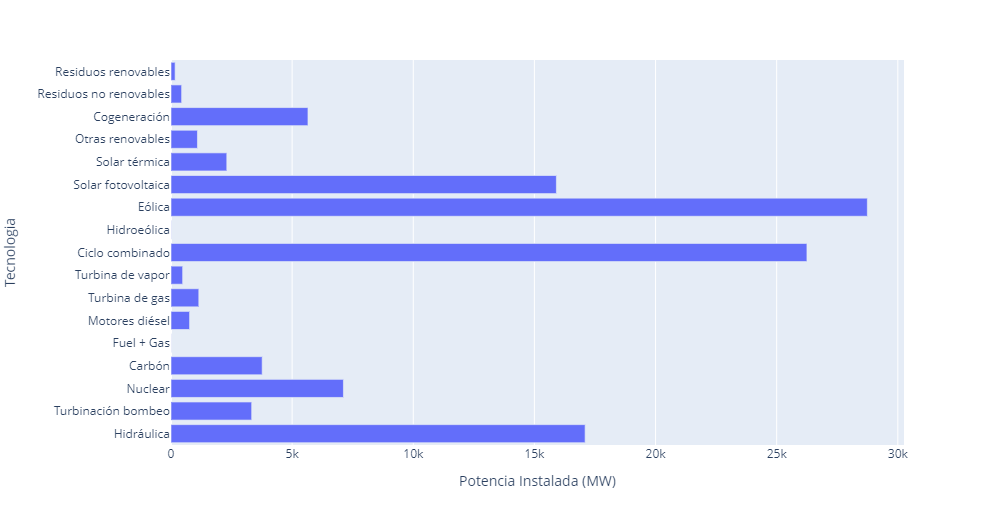 Residuos renovables
Residuos no renovables
Cogeneración
Otras renovables
Solar térmica
Solar fotovoltaica
Eólica
Hidroeólica
Ciclo combinado
Turbina de vapor
Turbina de gas
Motores diésel
Fuel + Gas
Carbón
Nuclear
Turbinación bombeo
Hidráulica
Tecnologia
0 5k 10k 15k 20k 25k 30k
Potencia Instalada (MW)